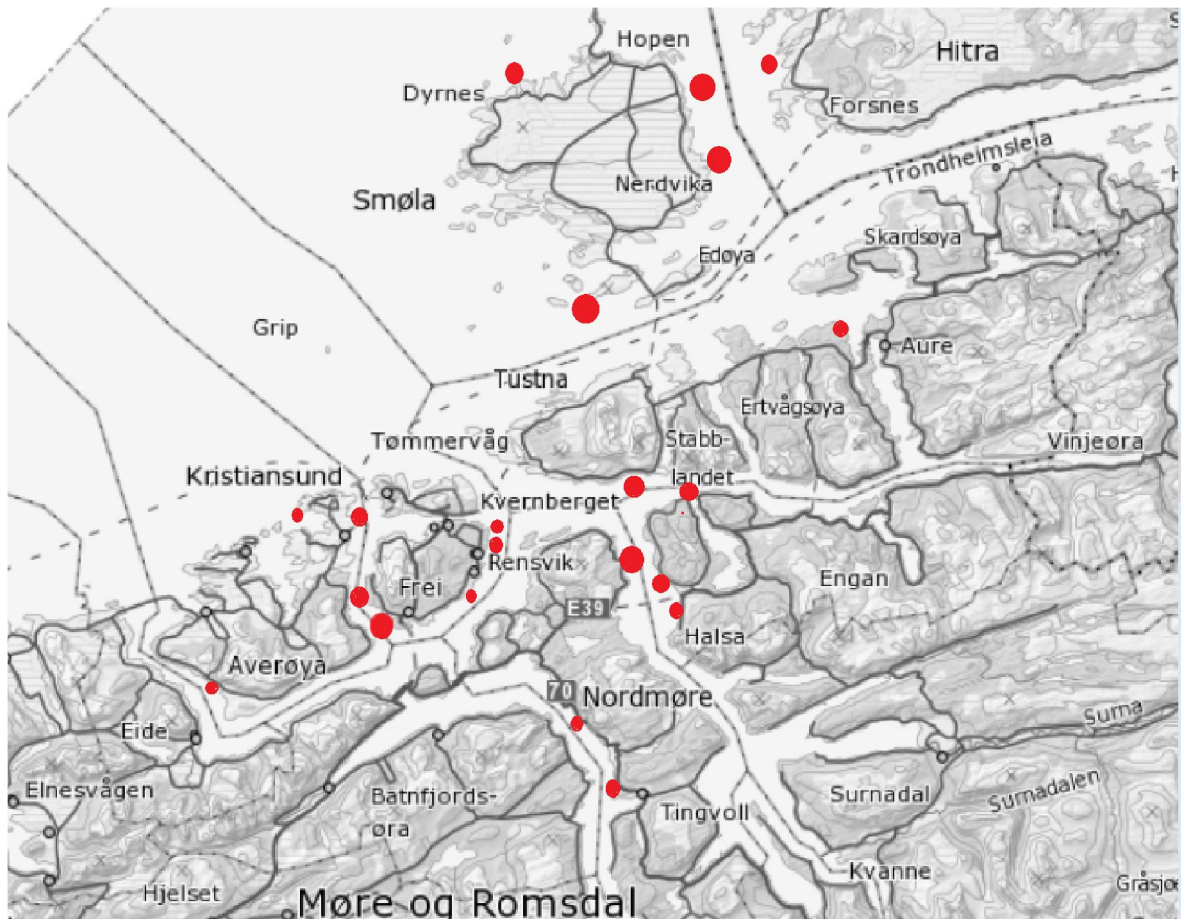 Hopen
Hitra
Dyrnes
Forsnes
Trondheimsleia
Nerdvika
Smøla
Skardsøya
Edøya
Grip
Aure
Tustna
Ertvågsøya
Tømmervåg
Stabb-
landet
Vinjeøra
Kristiansund
Kvernberget
Rensvik
Frei
Engan
E39
Halsa
Averøya
70
Nordmøre
Surna
Eide
Elnesvågen
Batnfjords-
øra
Tingvoll
Surnadal
Surnadalen
Kvanne
Hjelset
Møre og Romsdal
Gråsjø